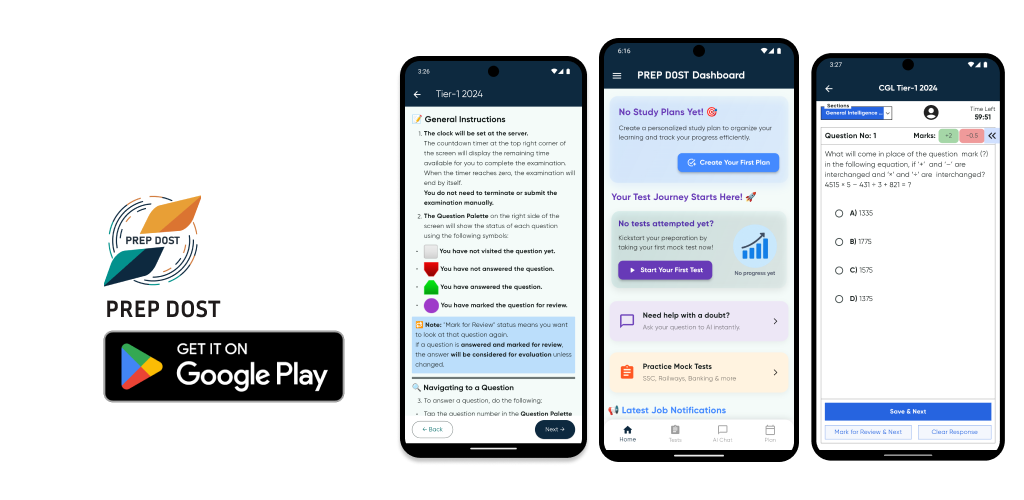 PREP DOST
PREP DOST
GET IT ON
Google Play
3:26
Tier-1 2024
📝 General Instructions
1. The clock will be set at the server.
The countdown timer at the top right corner of
the screen will display the remaining time
available for you to complete the examination.
When the timer reaches zero, the examination will
end by itself.
You do not need to terminate or submit the
examination manually.
2. The Question Palette on the right side of the
screen will show the status of each question
using the following symbols:
You have not visited the question yet.
You have not answered the question.
You have answered the question.
You have marked the question for review.
🔁 Note: "Mark for Review" status means you want
to look at that question again.
If a question is answered and marked for review,
the answer will be considered for evaluation unless
changed.
🔍 Navigating to a Question
3. To answer a question, do the following:
Tap the question number in the Question Palette
← Back
Next →
6:16
PREP DOST Dashboard
No Study Plans Yet! 🎯
Create a personalized study plan to organize your
learning and track your progress efficiently.
Create Your First Plan
Your Test Journey Starts Here! 🚀
No tests attempted yet?
Kickstart your preparation by
taking your first mock test now!
Start Your First Test
No progress yet
Need help with a doubt?
Ask your question to AI instantly.
Practice Mock Tests
SSC, Railways, Banking & more
📢 Latest Job Notifications
Home
Tests
AI Chat
Plan
3:27
CGL Tier-1 2024
Sections
General Intelligence ...
Time Left
59:51
Question No: 1
Marks:
+2
-0.5
What will come in place of the question mark (?)
in the following equation, if '+' and '−' are
interchanged and '×' and '÷' are interchanged?
4515 × 5 − 431 ÷ 3 + 821 = ?
A) 1335
B) 1775
C) 1575
D) 1375
Save & Next
Mark for Review & Next
Clear Response